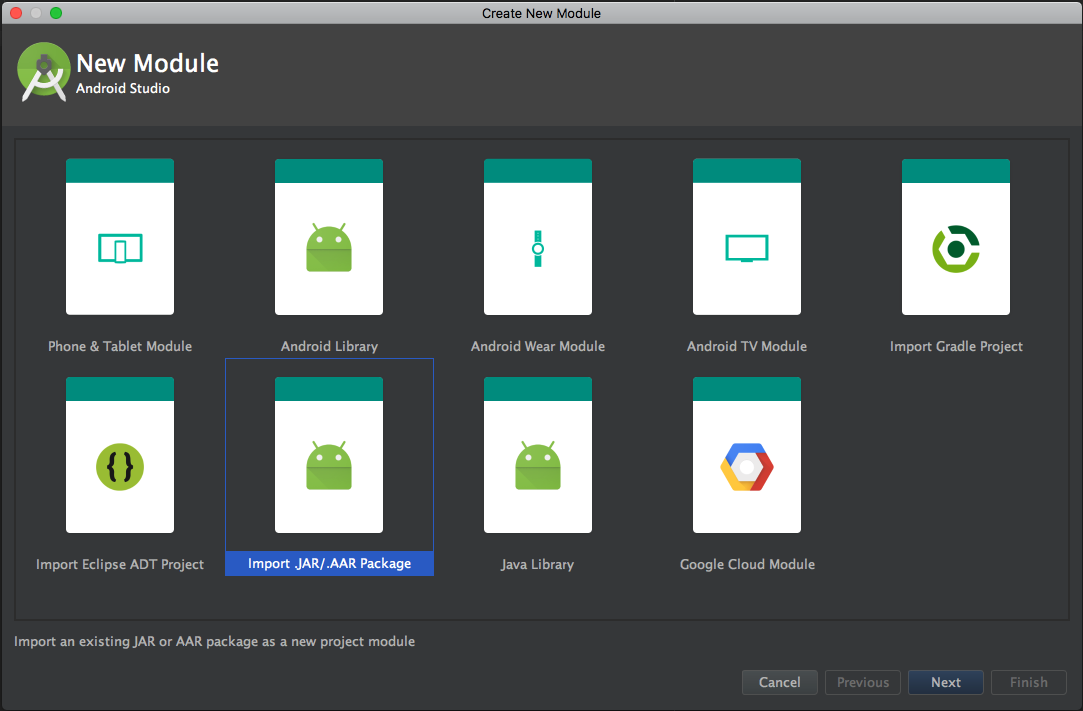 Create New Module
New Module
Android Studio
Phone & Tablet Module
Android Library
Android Wear Module
Android TV Module
Import Gradle Project
{}
Import Eclipse ADT Project
Import .JAR/.AAR Package
Java Library
Google Cloud Module
Import an existing JAR or AAR package as a new project module
Cancel
Previous
Next
Finish